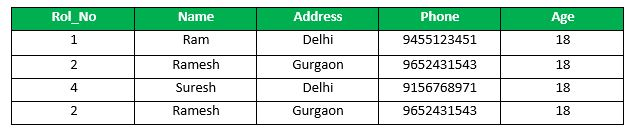 Rol_No Name Address Phone Age
1 Ram Delhi 9455123451 18
2 Ramesh Gurgaon 9652431543 18
4 Suresh Delhi 9156768971 18
2 Ramesh Gurgaon 9652431543 18